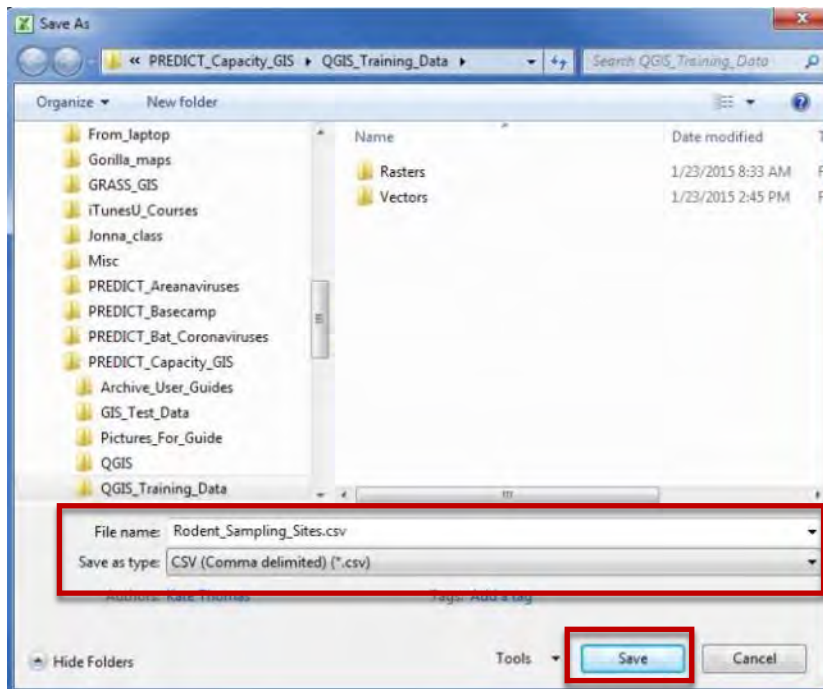 Save As
« PREDICT_Capacity_GIS ▸ QGIS_Training_Data ▸ Search QGIS_Training_Data
Organize New folder
Name Date modified
From_laptop
Gorilla_maps
GRASS_GIS
iTunesU_Courses
Jonna_class
Misc
PREDICT_Areanaviruses
PREDICT_Basecamp
PREDICT_Bat_Coronaviruses
PREDICT_Capacity_GIS
Archive_User_Guides
GIS_Test_Data
Pictures_For_Guide
QGIS
QGIS_Training_Data
Rasters 1/23/2015 8:33 AM
Vectors 1/23/2015 2:45 PM
File name: Rodent_Sampling_Sites.csv
Save as type: CSV (Comma delimited) (*.csv)
Authors: Kate Thomas Tags: Add a tag
Hide Folders Tools Save Cancel